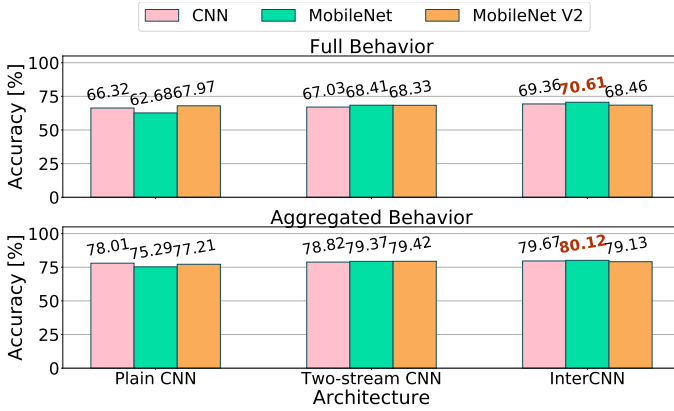 CNN MobileNet MobileNet V2
Full Behavior
Accuracy [%]
100
75
50
25
0
66.32 62.68 67.97 67.03 68.41 68.33 69.36 70.61 68.46
Aggregated Behavior
Accuracy [%]
100
75
50
25
0
78.01 75.29 77.21 78.82 79.37 79.42 79.67 80.12 79.13
Plain CNN Two-stream CNN InterCNN
Architecture